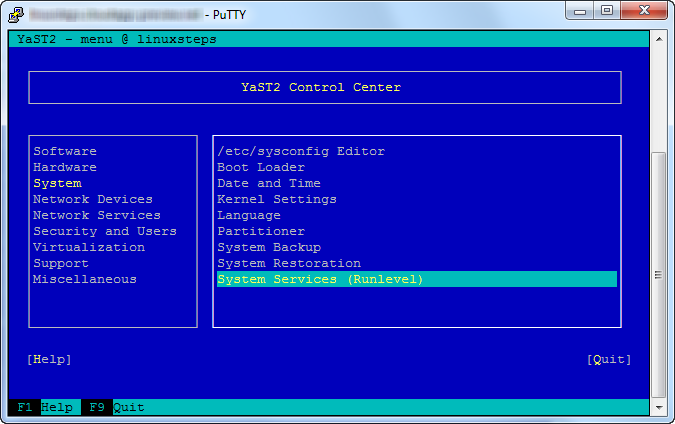 - PuTTY
YaST2 - menu @ linuxsteps
YaST2 Control Center
Software
Hardware
System
Network Devices
Network Services
Security and Users
Virtualization
Support
Miscellaneous
/etc/sysconfig Editor
Boot Loader
Date and Time
Kernel Settings
Language
Partitioner
System Backup
System Restoration
System Services (Runlevel)
[Help] [Quit]
F1 Help F9 Quit